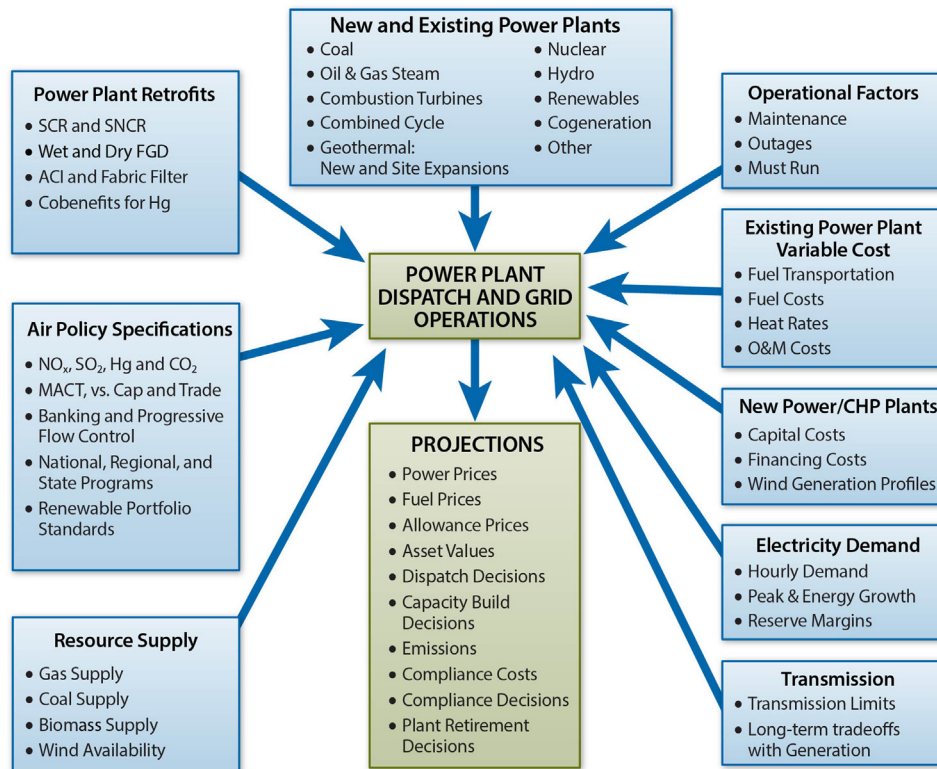 New and Existing Power Plants
• Coal
• Oil & Gas Steam
• Combustion Turbines
• Combined Cycle
• Geothermal:
New and Site Expansions
• Nuclear
• Hydro
• Renewables
• Cogeneration
• Other
Power Plant Retrofits
• SCR and SNCR
• Wet and Dry FGD
• ACI and Fabric Filter
• Cobenefits for Hg
Operational Factors
• Maintenance
• Outages
• Must Run
Existing Power Plant
Variable Cost
• Fuel Transportation
• Fuel Costs
• Heat Rates
• O&M Costs
POWER PLANT
DISPATCH AND GRID
OPERATIONS
Air Policy Specifications
• NOₓ, SO₂, Hg and CO₂
• MACT, vs. Cap and Trade
• Banking and Progressive
Flow Control
• National, Regional, and
State Programs
• Renewable Portfolio
Standards
New Power/CHP Plants
• Capital Costs
• Financing Costs
• Wind Generation Profiles
PROJECTIONS
• Power Prices
• Fuel Prices
• Allowance Prices
• Asset Values
• Dispatch Decisions
• Capacity Build
Decisions
• Emissions
• Compliance Costs
• Compliance Decisions
• Plant Retirement
Decisions
Electricity Demand
• Hourly Demand
• Peak & Energy Growth
• Reserve Margins
Resource Supply
• Gas Supply
• Coal Supply
• Biomass Supply
• Wind Availability
Transmission
• Transmission Limits
• Long-term tradeoffs
with Generation